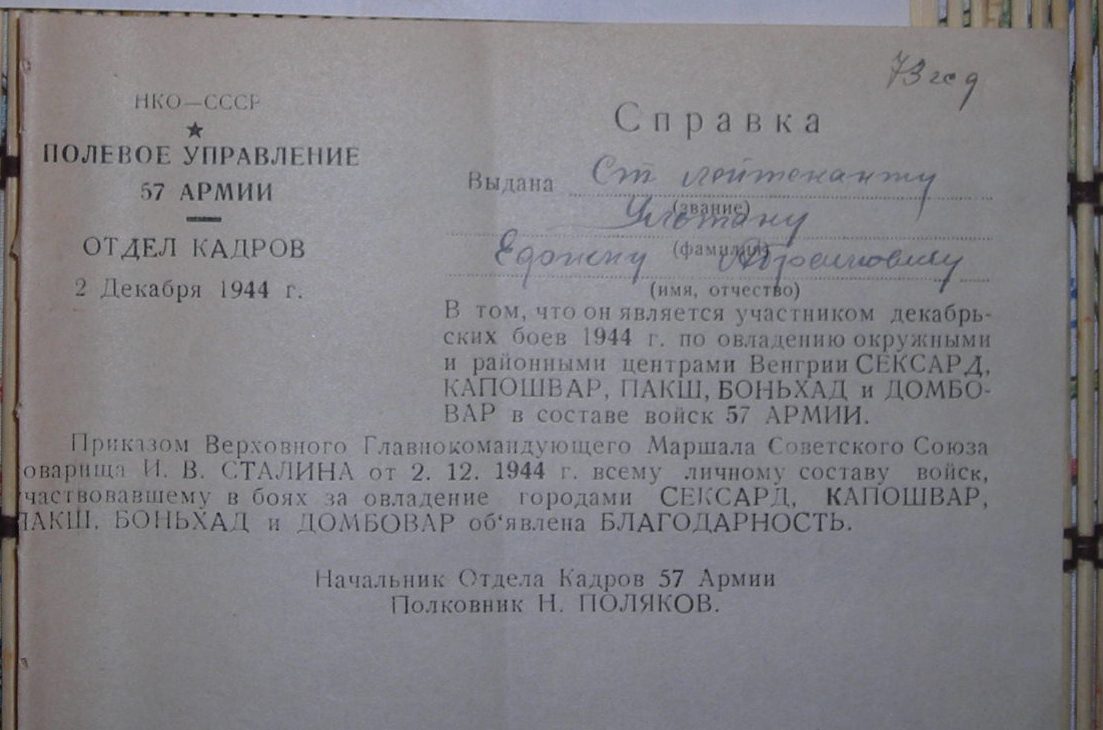 73 год
НКО—СССР
★
ПОЛЕВОЕ УПРАВЛЕНИЕ
57 АРМИИ
ОТДЕЛ КАДРОВ
2 Декабря 1944 г.
Справка
Выдана Ст лейтенанту
(звание)
(фамилия)
Абрамовичу
(имя, отчество)
В том, что он является участником декабрь-
ских боев 1944 г. по овладению окружными
и районными центрами Венгрии СЕКСАРД,
КАПОШВАР, ПАКШ, БОНЬХАД и ДОМБО-
ВАР в составе войск 57 АРМИИ.
Приказом Верховного Главнокомандующего Маршала Советского Союза
товарища И. В. СТАЛИНА от 2. 12. 1944 г. всему личному составу войск,
участвовавшему в боях за овладение городами СЕКСАРД, КАПОШВАР,
ПАКШ, БОНЬХАД и ДОМБОВАР об‘явлена БЛАГОДАРНОСТЬ.
Начальник Отдела Кадров 57 Армии
Полковник Н. ПОЛЯКОВ.